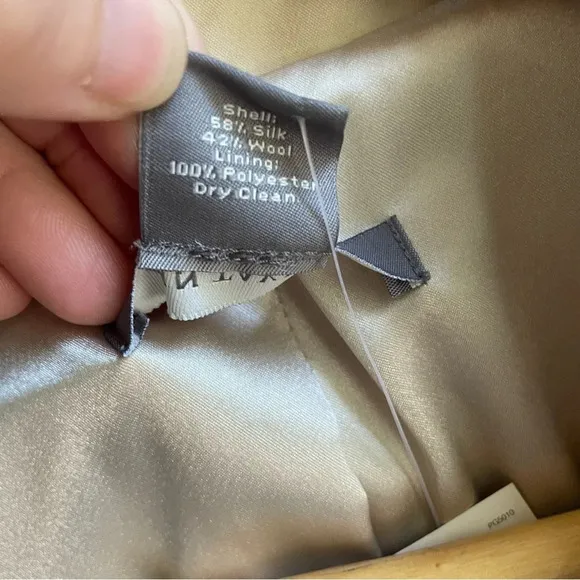 Shell:
58% Silk
42% Wool
Lining:
100% Polyester
Dry Clean